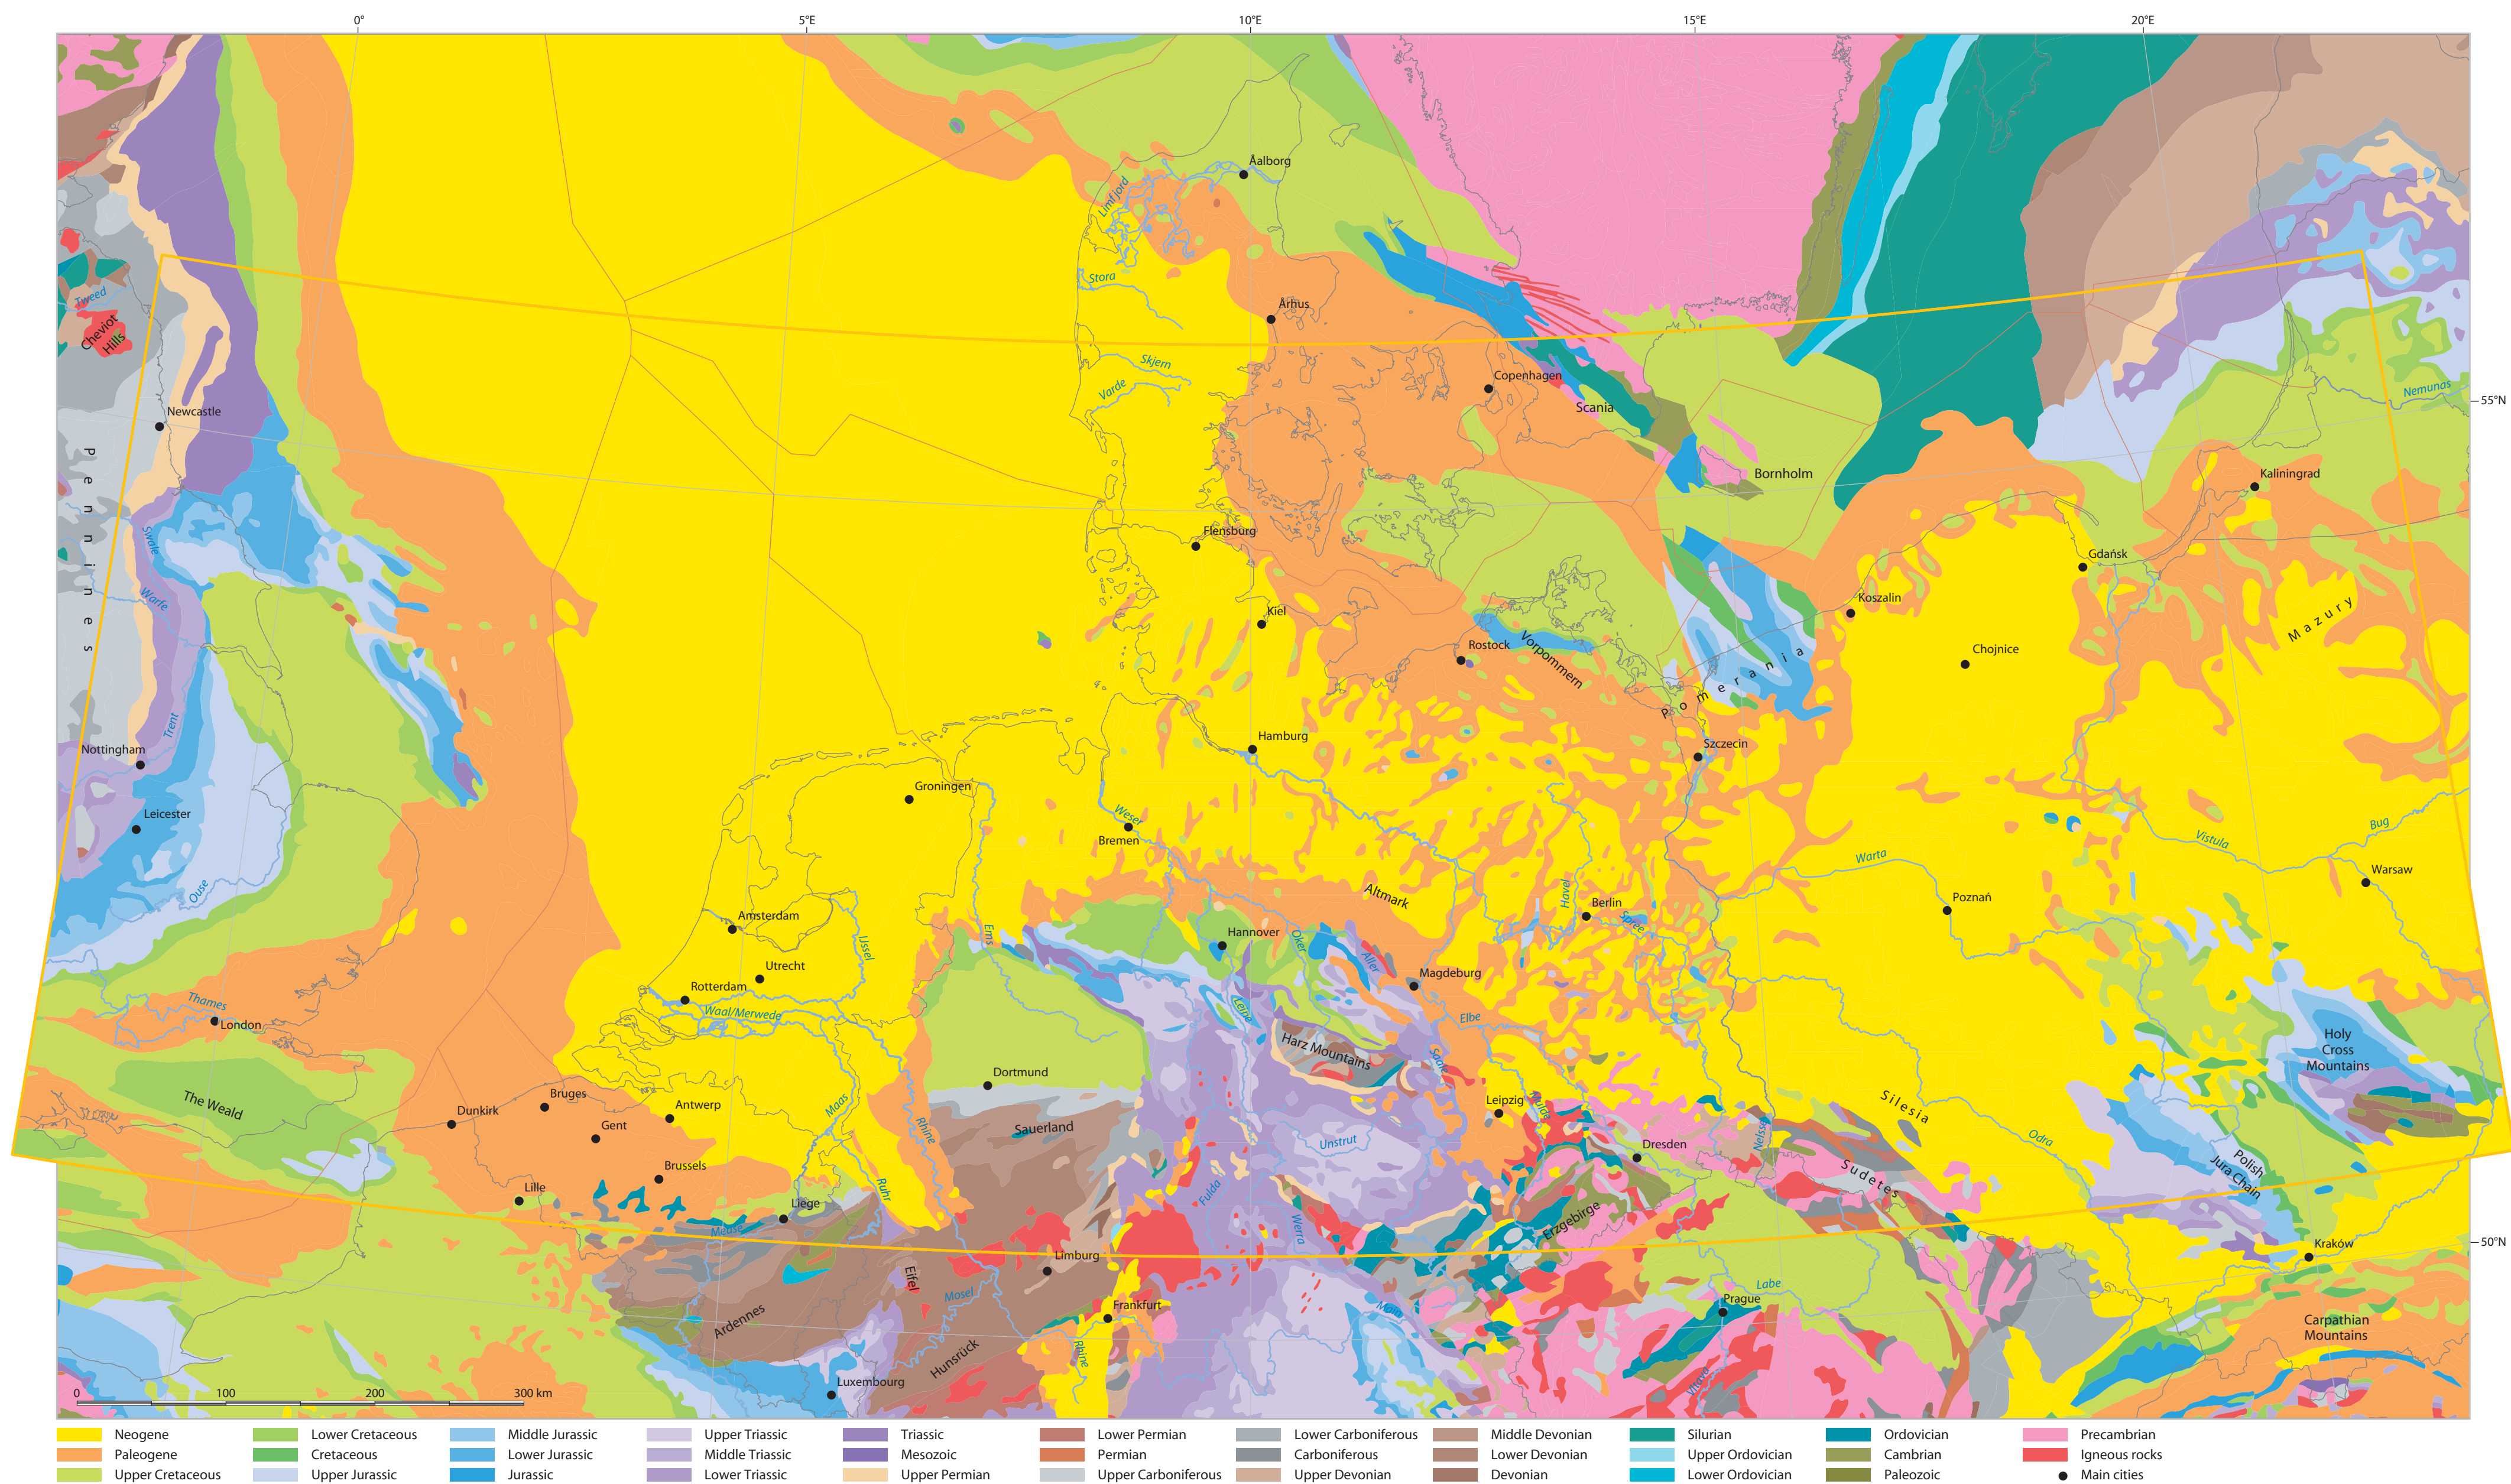 0°
5°E
10°E
15°E
20°E
Åalborg
Limfjord
Stora
Tweed
Århus
Cheviot
Hills
Skjern
Copenhagen
Varde
Nemunas
55°N
Scania
Newcastle
Pennines
Bornholm
Kaliningrad
Swale
Flensburg
Gdańsk
Warfe
Kiel
Koszalin
Mazury
Rostock
Vorpommern
Chojnice
Pomerania
Trent
Nottingham
Hamburg
Szczecin
Groningen
Leicester
Weser
Bremen
Bug
Vistula
Warta
Warsaw
Ouse
Altmark
Havel
Berlin
Poznań
Amsterdam
Spree
Ems
Hannover
Oker
IJssel
Utrecht
Aller
Magdeburg
Rotterdam
Thames
London
Waal/Merwede
Leine
Elbe
Holy
Cross
Mountains
Harz Mountains
Saale
Dortmund
The Weald
Bruges
Dunkirk
Antwerp
Maas
Leipzig
Mulde
Silesia
Gent
Rhine
Sauerland
Unstrut
Dresden
Neisse
Odra
Brussels
Polish
Jura Chain
Lille
Ruhr
Fulda
Sudetes
Liege
Meuse
Werra
Erzgebirge
Kraków
50°N
Limburg
Eifel
Mosel
Labe
Prague
Frankfurt
Main
Ardennes
Carpathian
Mountains
Rhine
Hunsrück
Luxembourg
Vltava
0 100 200 300 km
Neogene
Paleogene
Upper Cretaceous
Lower Cretaceous
Cretaceous
Upper Jurassic
Middle Jurassic
Lower Jurassic
Jurassic
Upper Triassic
Middle Triassic
Lower Triassic
Triassic
Mesozoic
Upper Permian
Lower Permian
Permian
Upper Carboniferous
Lower Carboniferous
Carboniferous
Upper Devonian
Middle Devonian
Lower Devonian
Devonian
Silurian
Upper Ordovician
Lower Ordovician
Ordovician
Cambrian
Paleozoic
Precambrian
Igneous rocks
Main cities